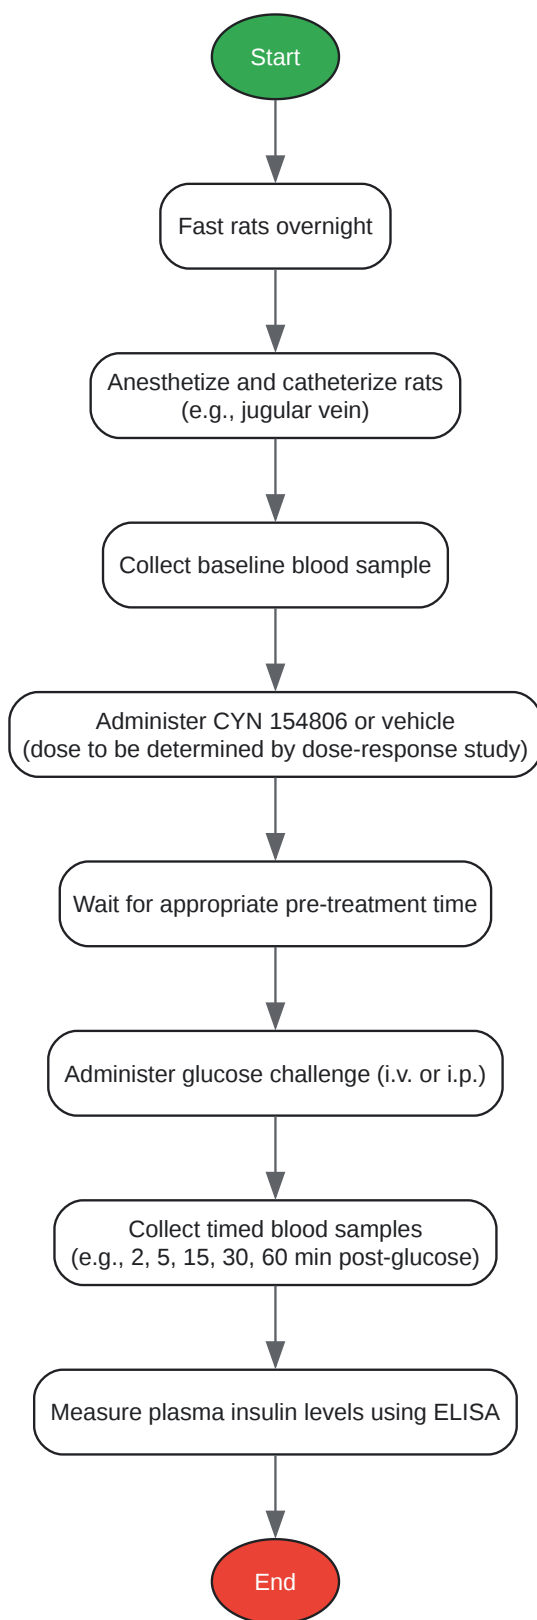 Start
Fast rats overnight
Anesthetize and catheterize rats
(e.g., jugular vein)
Collect baseline blood sample
Administer CYN 154806 or vehicle
(dose to be determined by dose-response study)
Wait for appropriate pre-treatment time
Administer glucose challenge (i.v. or i.p.)
Collect timed blood samples
(e.g., 2, 5, 15, 30, 60 min post-glucose)
Measure plasma insulin levels using ELISA
End